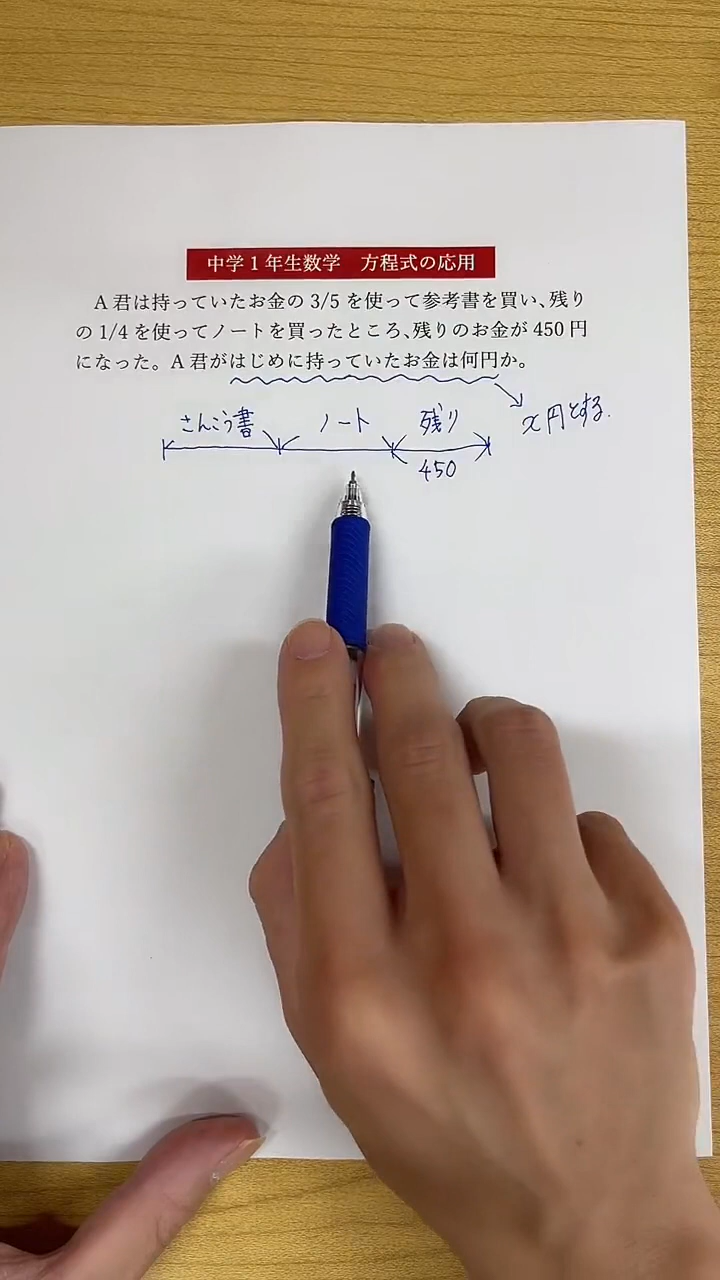 中学1年生数学　方程式の応用
A君は持っていたお金の3/5を使って参考書を買い、残り
の1/4を使ってノートを買ったところ、残りのお金が450円
になった。A君がはじめに持っていたお金は何円か。
さんこう書 ノート 残り x円とする.
450